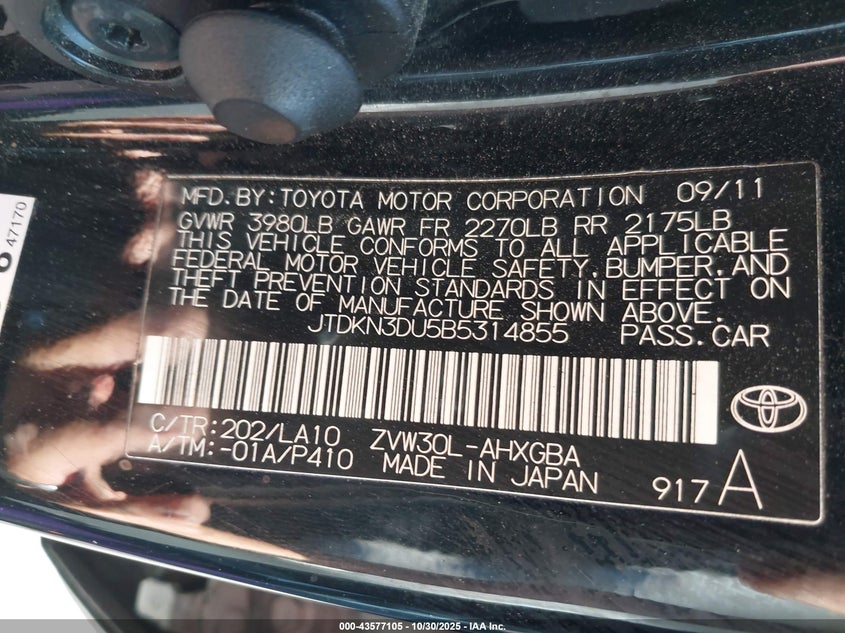 MFD.BY:TOYOTA MOTOR CORPORATION 09/11
GVWR 3980LB GAWR FR 2270LB RR 2175LB
THIS VEHICLE CONFORMS TO ALL APPLICABLE
FEDERAL MOTOR VEHICLE SAFETY,BUMPER,AND
THEFT PREVENTION STANDARDS IN EFFECT ON
THE DATE OF MANUFACTURE SHOWN ABOVE.
JTDKN3DU5B5314855 PASS.CAR
C/TR:202/LA10 ZVW30L-AHXGBA
A/TM:-01A/P410 MADE IN JAPAN 917A
47170
000-43577105 - 10/30/2025 - IAA Inc.